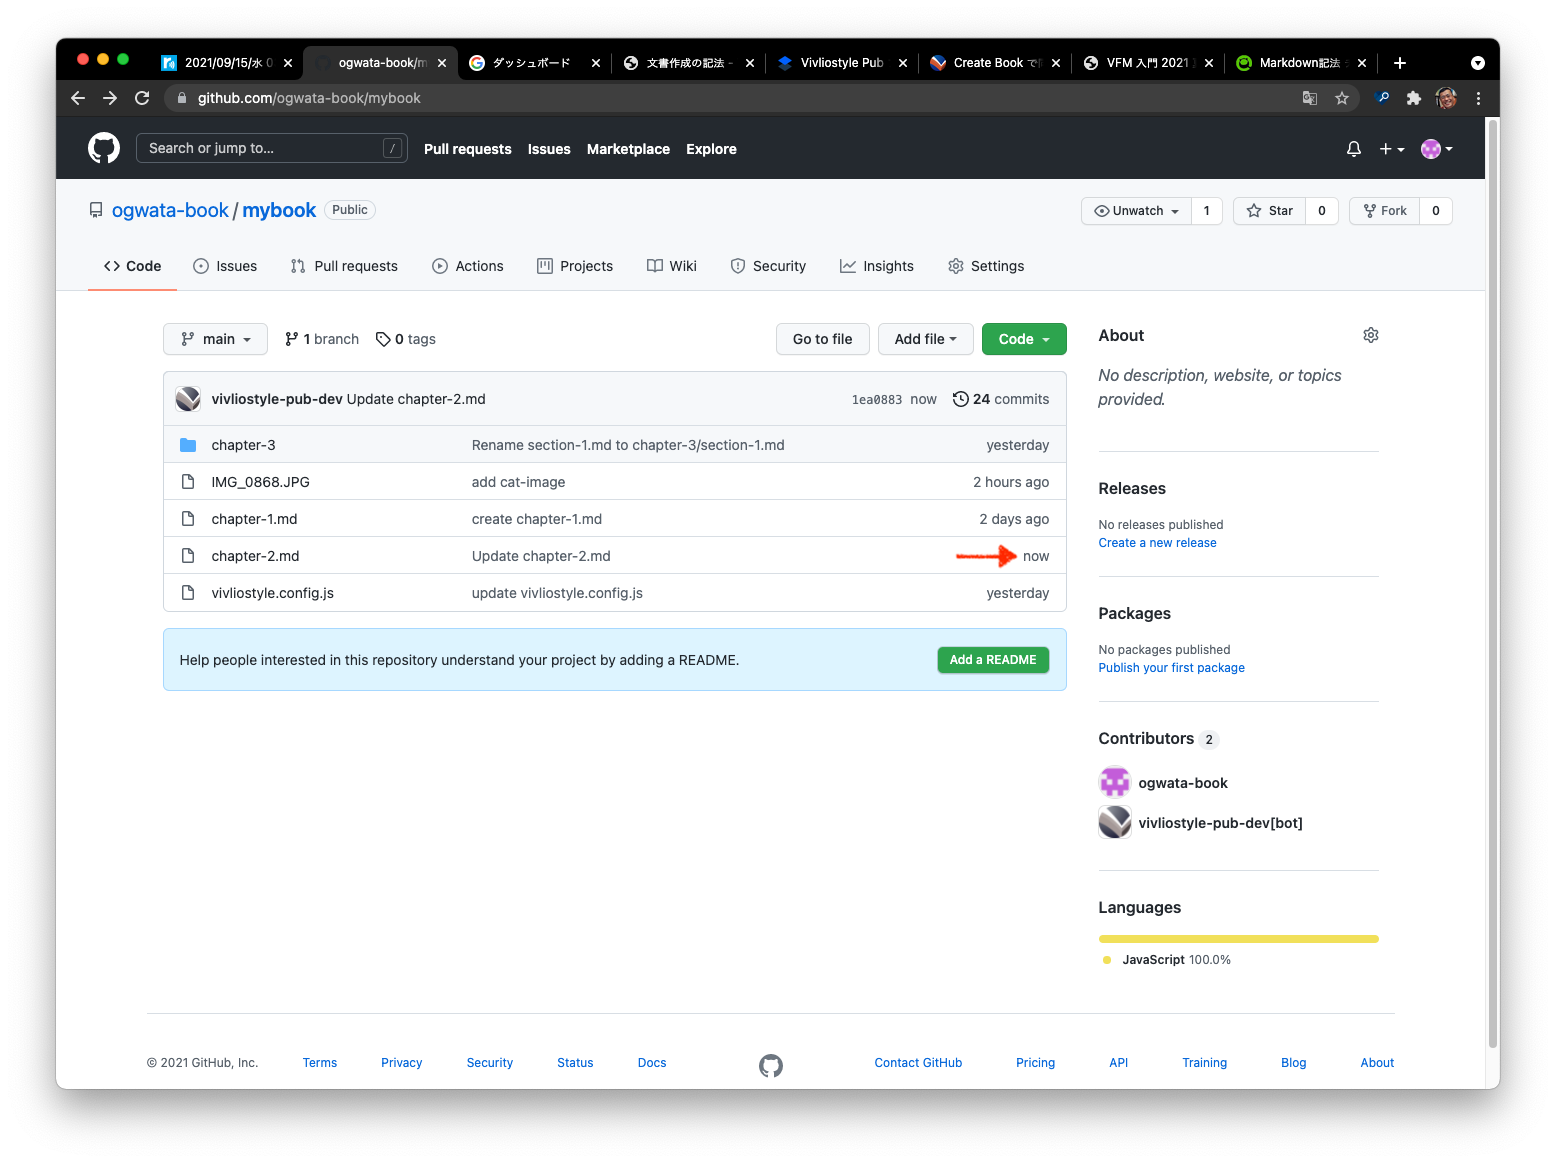 2021/09/15/水 0
ogwata-book/m
ダッシュボード
文書作成の記法 -
Vivliostyle Pub
Create Book で
VFM 入門 2021
Markdown記法
github.com/ogwata-book/mybook
Search or jump to...
/
Pull requests
Issues
Marketplace
Explore
ogwata-book / mybook
Public
Unwatch
1
Star
0
Fork
0
Code
Issues
Pull requests
Actions
Projects
Wiki
Security
Insights
Settings
main
1 branch
0 tags
Go to file
Add file
Code
vivliostyle-pub-dev Update chapter-2.md
1ea0883 now
24 commits
chapter-3
Rename section-1.md to chapter-3/section-1.md
yesterday
IMG_0868.JPG
add cat-image
2 hours ago
chapter-1.md
create chapter-1.md
2 days ago
chapter-2.md
Update chapter-2.md
now
vivliostyle.config.js
update vivliostyle.config.js
yesterday
Help people interested in this repository understand your project by adding a README.
Add a README
About
No description, website, or topics
provided.
Releases
No releases published
Create a new release
Packages
No packages published
Publish your first package
Contributors 2
ogwata-book
vivliostyle-pub-dev[bot]
Languages
JavaScript 100.0%
© 2021 GitHub, Inc.
Terms
Privacy
Security
Status
Docs
Contact GitHub
Pricing
API
Training
Blog
About